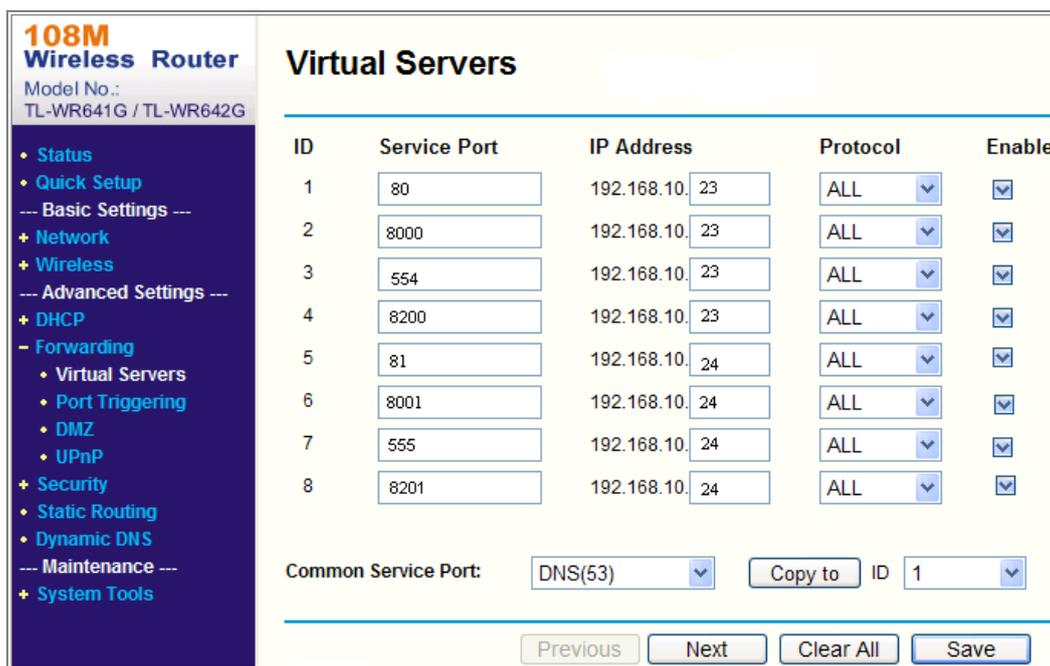 108M
Wireless Router
Model No.:
TL-WR641G / TL-WR642G
• Status
• Quick Setup
--- Basic Settings ---
+ Network
+ Wireless
--- Advanced Settings ---
+ DHCP
– Forwarding
• Virtual Servers
• Port Triggering
• DMZ
• UPnP
+ Security
• Static Routing
• Dynamic DNS
--- Maintenance ---
+ System Tools
Virtual Servers
ID Service Port IP Address Protocol Enable
1 80 192.168.10. 23 ALL
2 8000 192.168.10. 23 ALL
3 554 192.168.10. 23 ALL
4 8200 192.168.10. 23 ALL
5 81 192.168.10. 24 ALL
6 8001 192.168.10. 24 ALL
7 555 192.168.10. 24 ALL
8 8201 192.168.10. 24 ALL
Common Service Port: DNS(53) Copy to ID 1
Previous Next Clear All Save